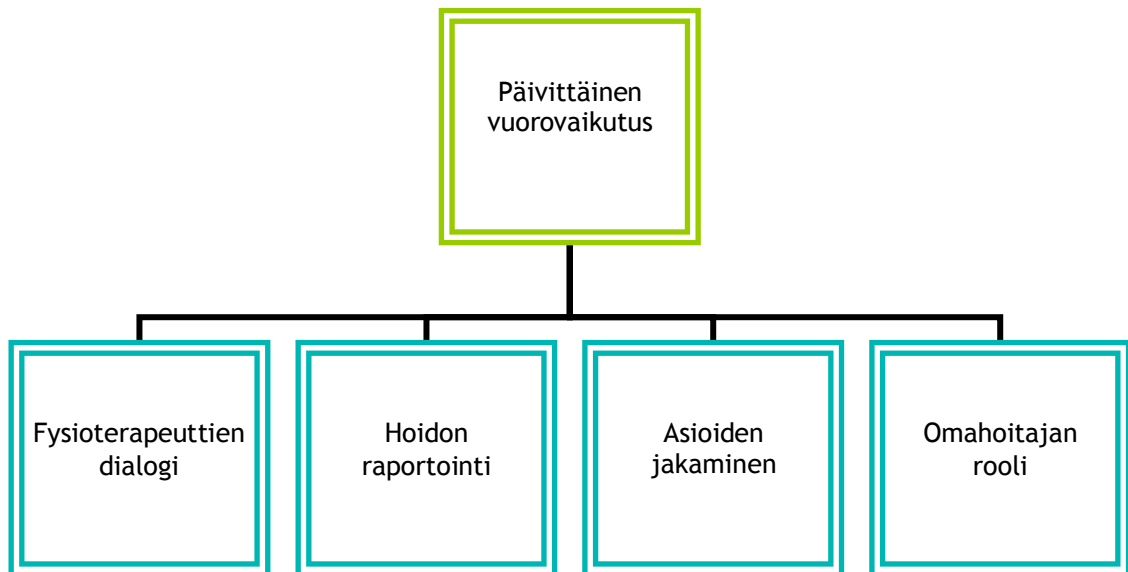 Päivittäinen
vuorovaikutus
Fysioterapeuttien
dialogi
Hoidon
raportointi
Asioiden
jakaminen
Omahoitajan
rooli